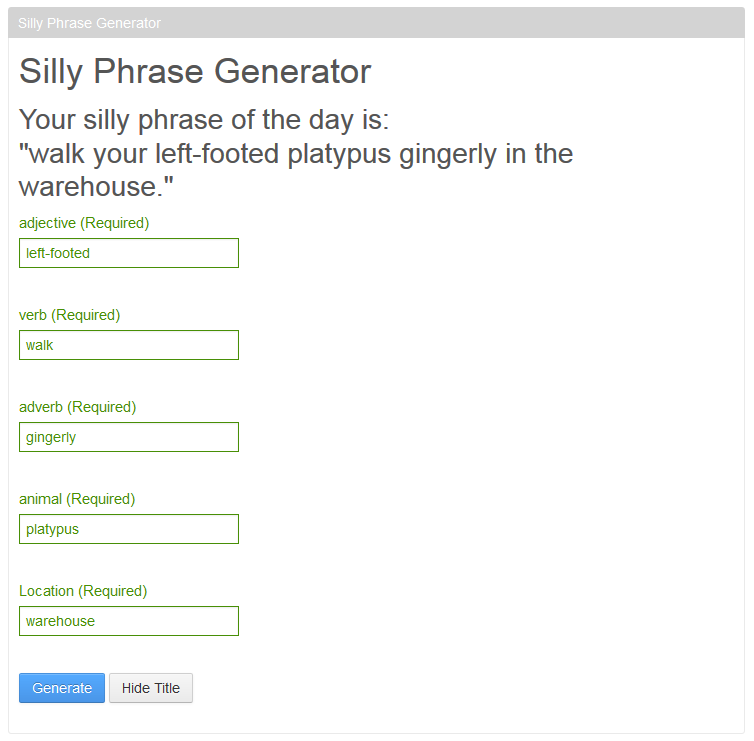 Silly Phrase Generator
Silly Phrase Generator
Your silly phrase of the day is:
"walk your left-footed platypus gingerly in the
warehouse."
adjective (Required)
left-footed
verb (Required)
walk
adverb (Required)
gingerly
animal (Required)
platypus
Location (Required)
warehouse
Generate Hide Title